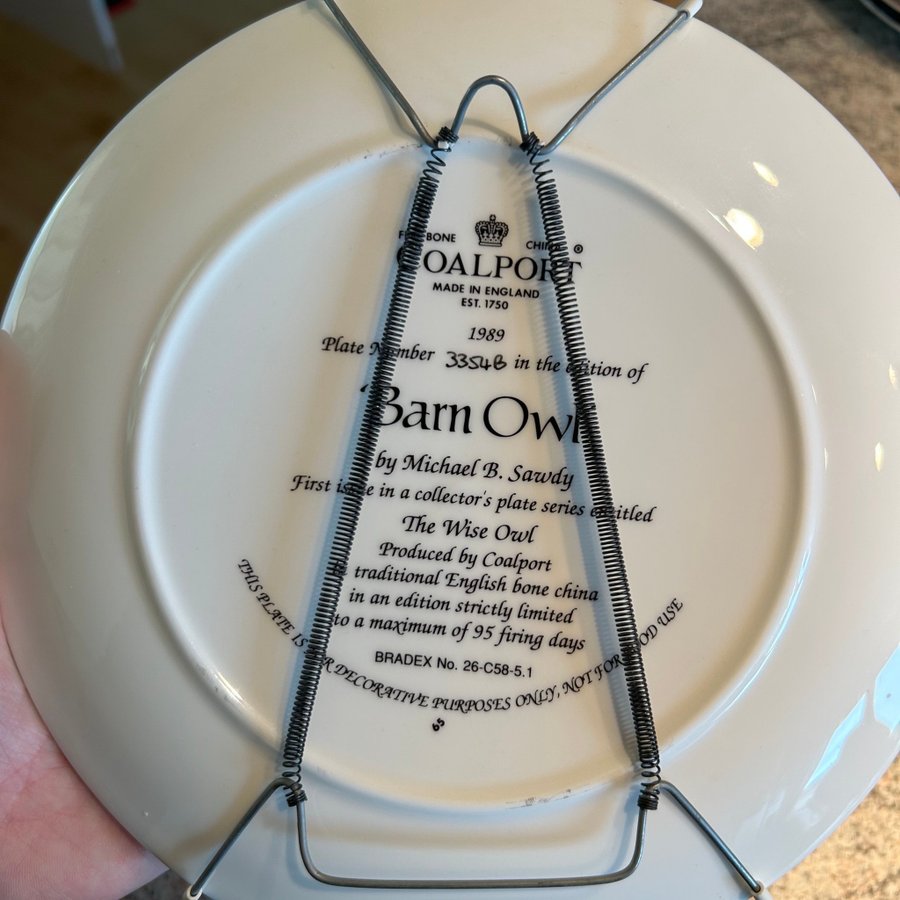 FINE BONE CHINA ®
COALPORT
MADE IN ENGLAND
EST. 1750
1989
Plate Number 3354B in the edition of
'Barn Owl'
by Michael B. Sawdy
First issue in a collector's plate series entitled
The Wise Owl
Produced by Coalport
in traditional English bone china
in an edition strictly limited
to a maximum of 95 firing days
BRADEX No. 26-C58-5.1
THIS PLATE IS FOR DECORATIVE PURPOSES ONLY, NOT FOR FOOD USE
65